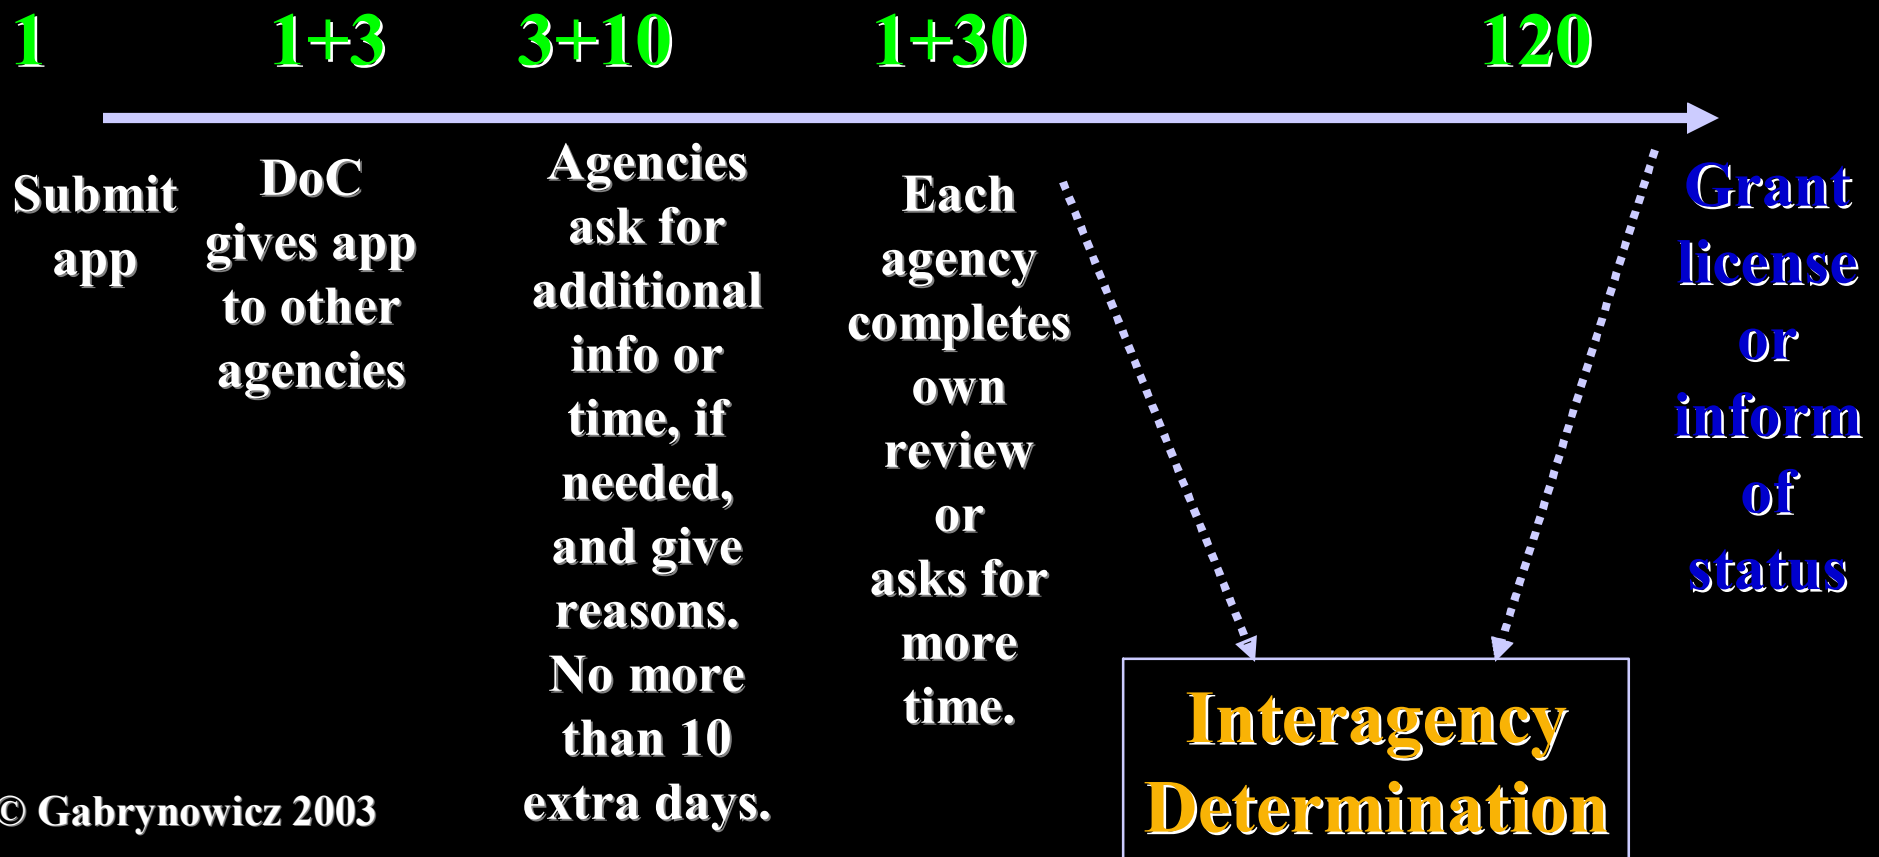 1 1+3 3+10 1+30 120
Submit
app
DoC
gives app
to other
agencies
Agencies
ask for
additional
info or
time, if
needed,
and give
reasons.
No more
than 10
extra days.
Each
agency
completes
own
review
or
asks for
more
time.
Grant
license
or
inform
of
status
Interagency
Determination
© Gabrynowicz 2003